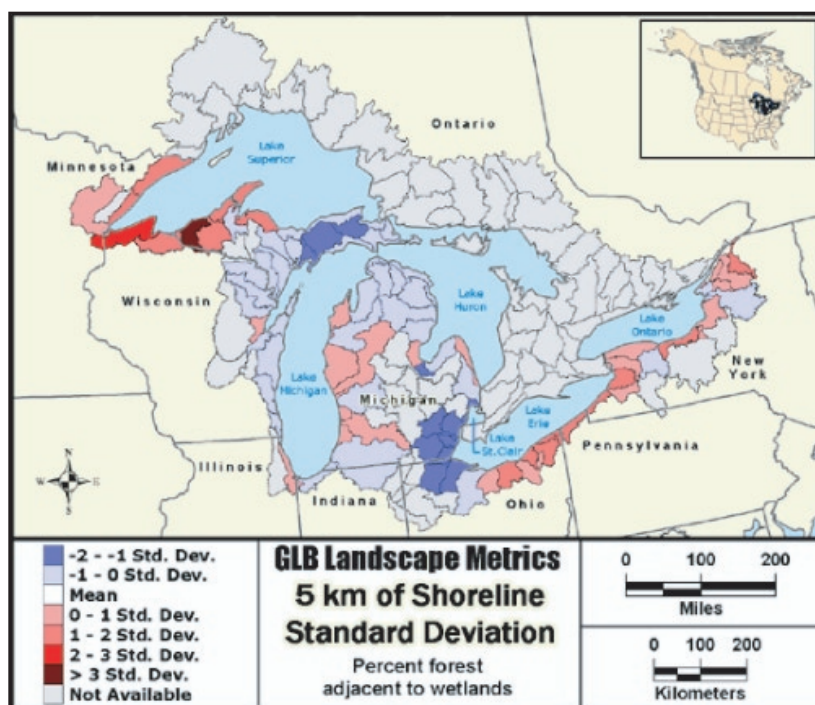 Ontario
Minnesota
Lake
Superior
Wisconsin
Lake
Huron
Lake
Ontario
New
York
Lake
Michigan
Michigan
Lake
Erie
Lake
St. Clair
Pennsylvania
Illinois
Indiana
Ohio
N
W E
S
-2 - -1 Std. Dev.
-1 - 0 Std. Dev.
Mean
0 - 1 Std. Dev.
1 - 2 Std. Dev.
2 - 3 Std. Dev.
> 3 Std. Dev.
Not Available
GLB Landscape Metrics
5 km of Shoreline
Standard Deviation
Percent forest
adjacent to wetlands
0 100 200
Miles
0 100 200
Kilometers